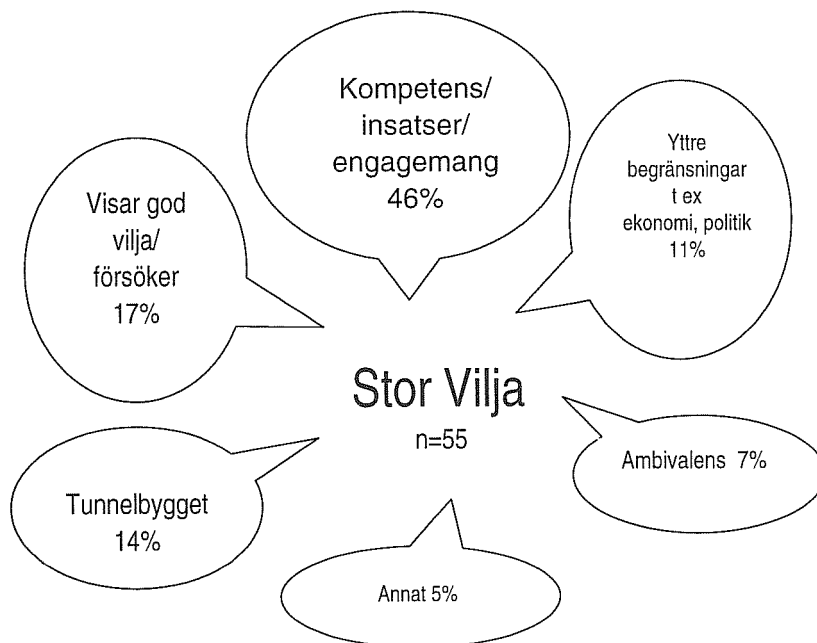 Kompetens/
insatser/
engagemang
46%
Yttre
begränsningar
t ex
ekonomi, politik
11%
Visar god
vilja/
försöker
17%
Stor Vilja
n=55
Ambivalens 7%
Tunnelbygget
14%
Annat 5%